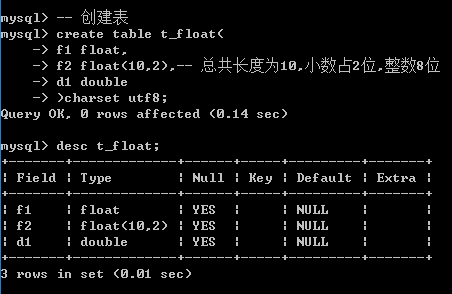 mysql> -- 创建表
mysql> create table t_float(
    -> f1 float,
    -> f2 float(10,2),-- 总共长度为10,小数占2位,整数8位
    -> d1 double
    -> )charset utf8;
Query OK, 0 rows affected (0.14 sec)

mysql> desc t_float;
+-------+-------------+------+-----+---------+-------+
| Field | Type        | Null | Key | Default | Extra |
+-------+-------------+------+-----+---------+-------+
| f1    | float       | YES  |     | NULL    |       |
| f2    | float(10,2) | YES  |     | NULL    |       |
| d1    | double      | YES  |     | NULL    |       |
+-------+-------------+------+-----+---------+-------+
3 rows in set (0.01 sec)